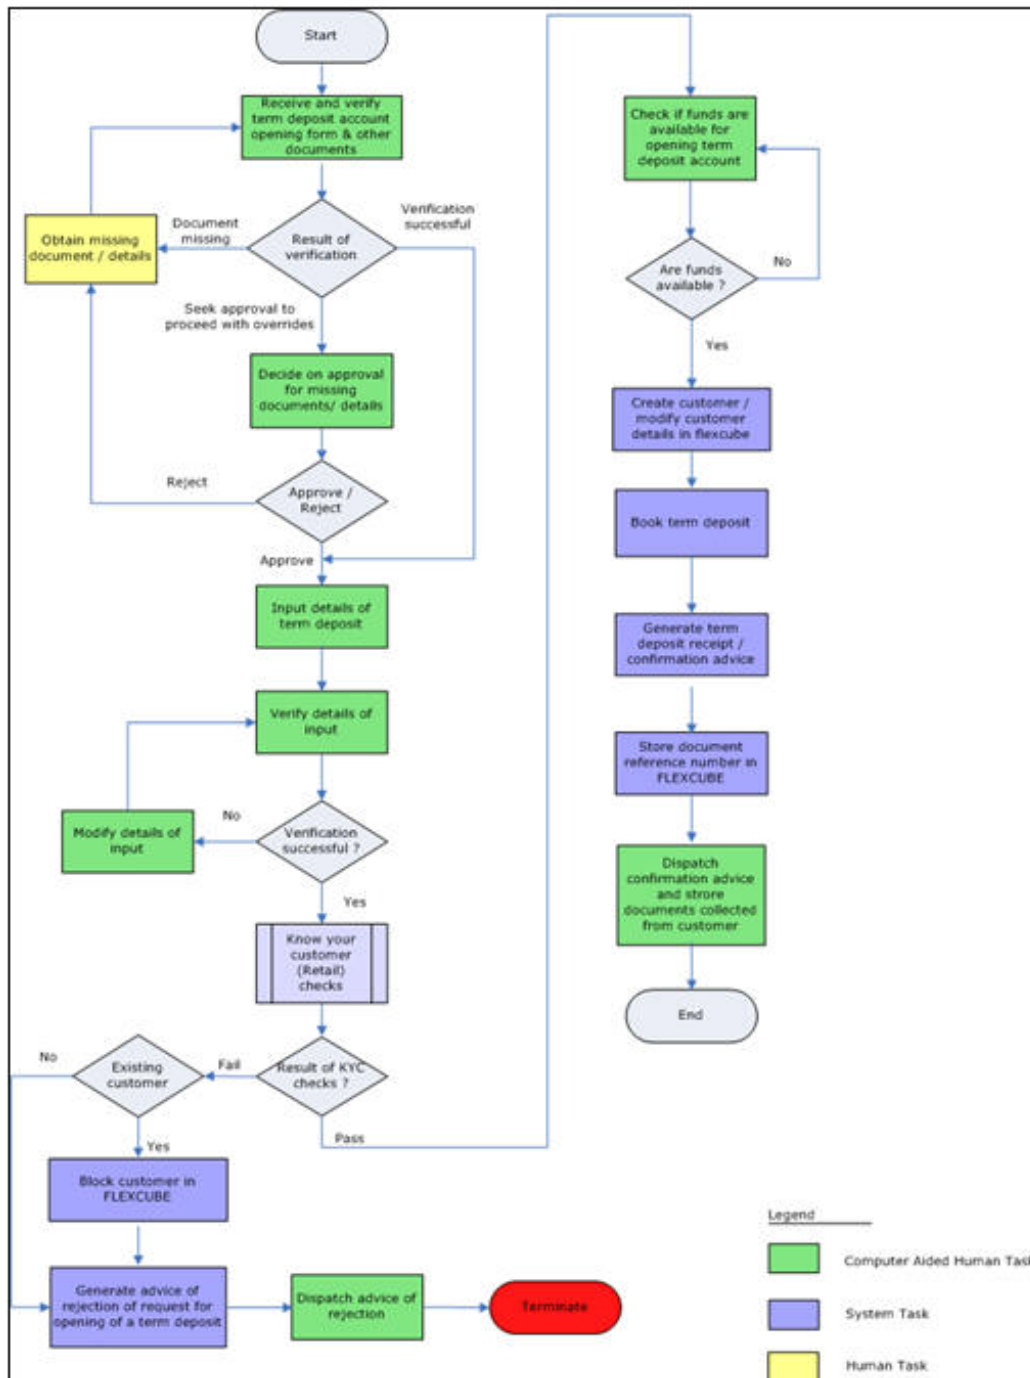 Start
Receive and verify
term deposit account
opening form & other
documents
Obtain missing
document / details
Document
missing
Result of
verification
Verification
successful
Seek approval to
proceed with overrides
Decide on approval
for missing
documents/ details
Reject
Approve /
Reject
Approve
Input details of
term deposit
Verify details of
input
Modify details of
input
No
Verification
successful ?
Yes
Know your
customer
(Retail)
checks
No
Existing
customer
Fail
Result of KYC
checks ?
Pass
Yes
Block customer in
FLEXCUBE
Generate advice of
rejection of request for
opening of a term deposit
Dispatch advice of
rejection
Terminate
Check if funds are
available for
opening term
deposit account
Are funds
available ?
No
Yes
Create customer /
modify customer
details in flexcube
Book term deposit
Generate term
deposit receipt /
confirmation advice
Store document
reference number in
FLEXCUBE
Dispatch
confirmation advice
and strore
documents collected
from customer
End
Legend
Computer Aided Human Task
System Task
Human Task